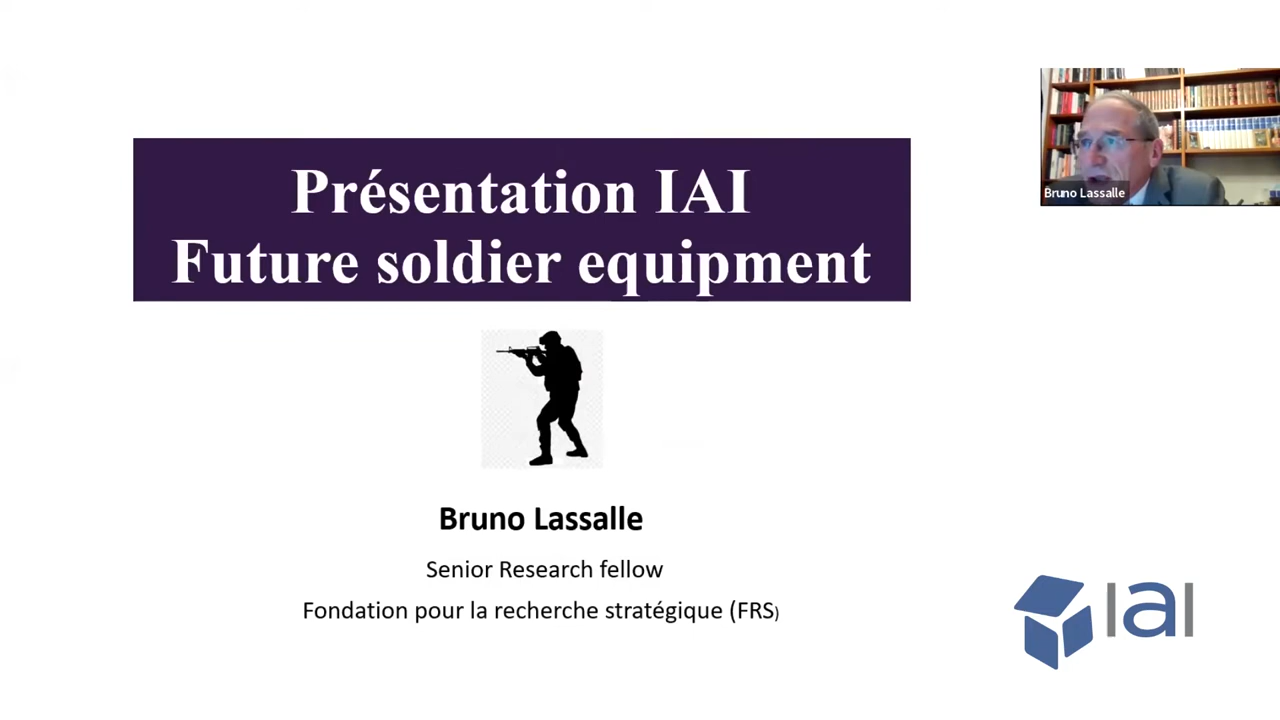 Présentation IAI
Future soldier equipment
Bruno Lassalle
Bruno Lassalle
Senior Research fellow
Fondation pour la recherche stratégique (FRS)
IAI